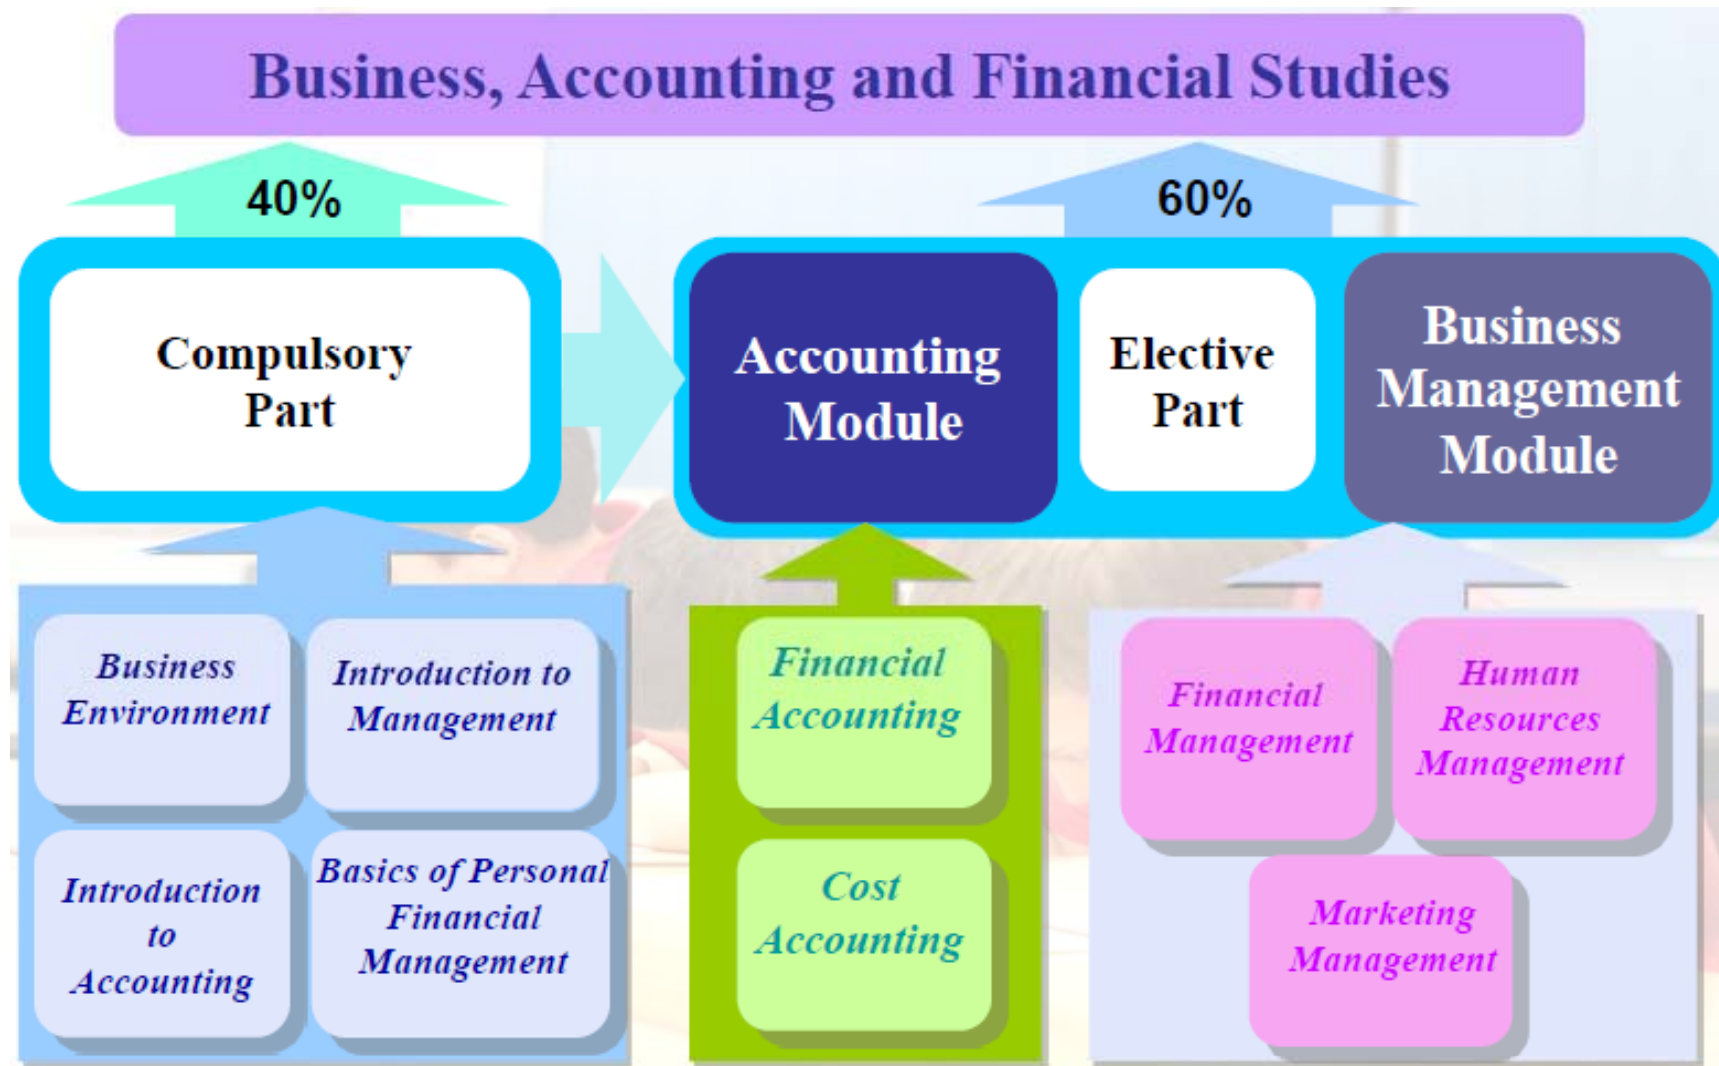 Business, Accounting and Financial Studies
40%
60%
Compulsory
Part
Accounting
Module
Elective
Part
Business
Management
Module
Business
Environment
Introduction to
Management
Introduction
to
Accounting
Basics of Personal
Financial
Management
Financial
Accounting
Cost
Accounting
Financial
Management
Human
Resources
Management
Marketing
Management